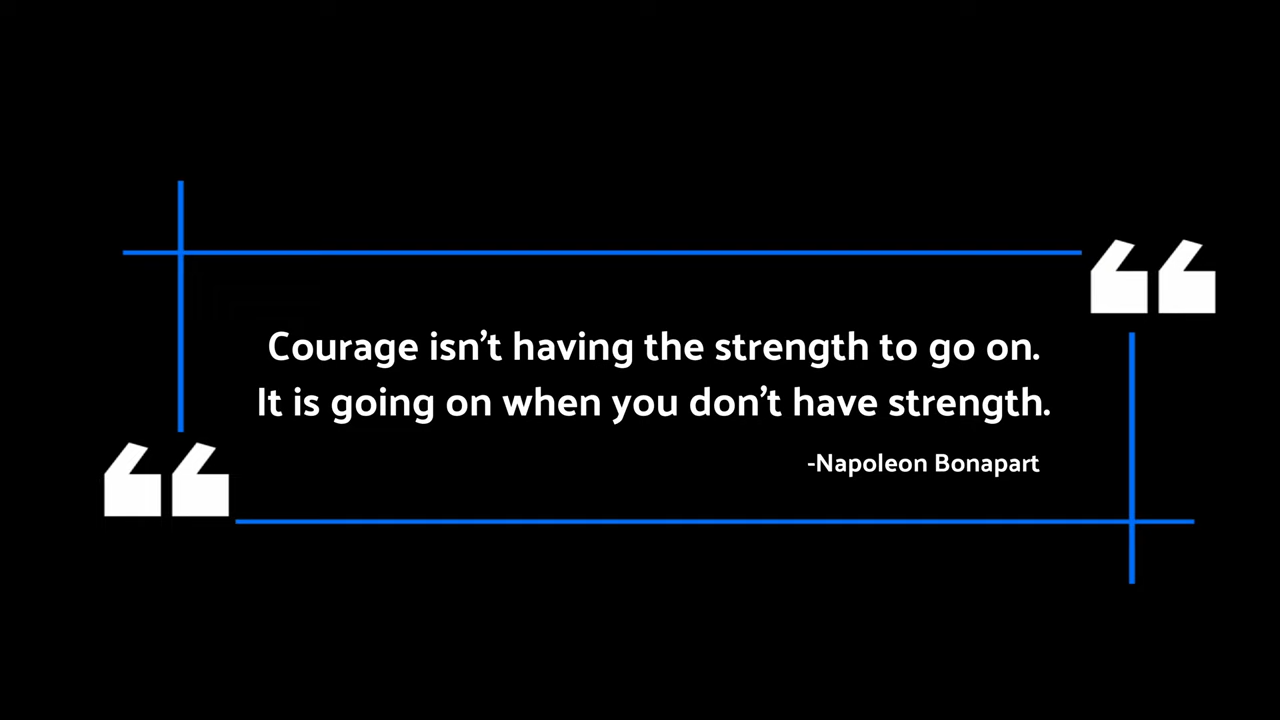 Courage isn't having the strength to go on.
It is going on when you don't have strength.
-Napoleon Bonapart